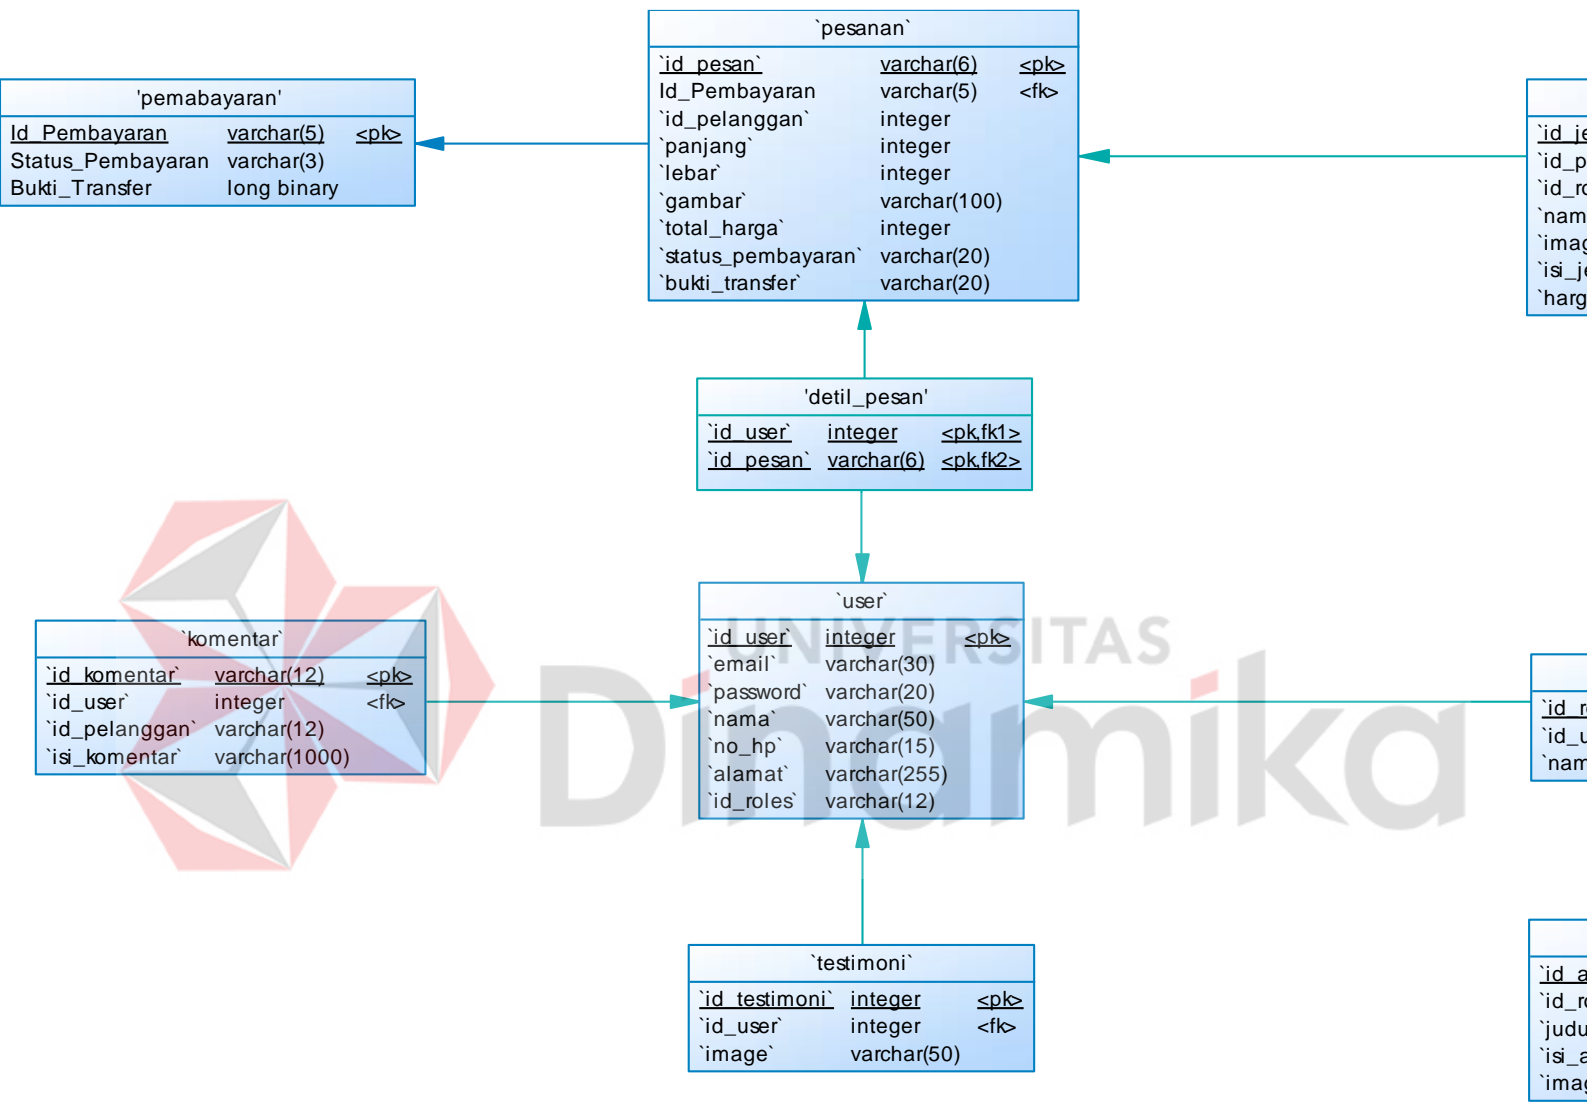 `pesanan`
`id_pesan` varchar(6) <pk>
Id_Pembayaran varchar(5) <fk>
`id_pelanggan` integer
`panjang` integer
`lebar` integer
`gambar` varchar(100)
`total_harga` integer
`status_pembayaran` varchar(20)
`bukti_transfer` varchar(20)
'pemabayaran'
Id_Pembayaran varchar(5) <pk>
Status_Pembayaran varchar(3)
Bukti_Transfer long binary
'detil_pesan'
`id_user` integer <pk,fk1>
`id_pesan` varchar(6) <pk,fk2>
`komentar`
`id_komentar` varchar(12) <pk>
`id_user` integer <fk>
`id_pelanggan` varchar(12)
`isi_komentar` varchar(1000)
`user`
`id_user` integer <pk>
`email` varchar(30)
`password` varchar(20)
`nama` varchar(50)
`no_hp` varchar(15)
`alamat` varchar(255)
`id_roles` varchar(12)
`testimoni`
`id_testimoni` integer <pk>
`id_user` integer <fk>
`image` varchar(50)
UNIVERSITAS
Dinamika